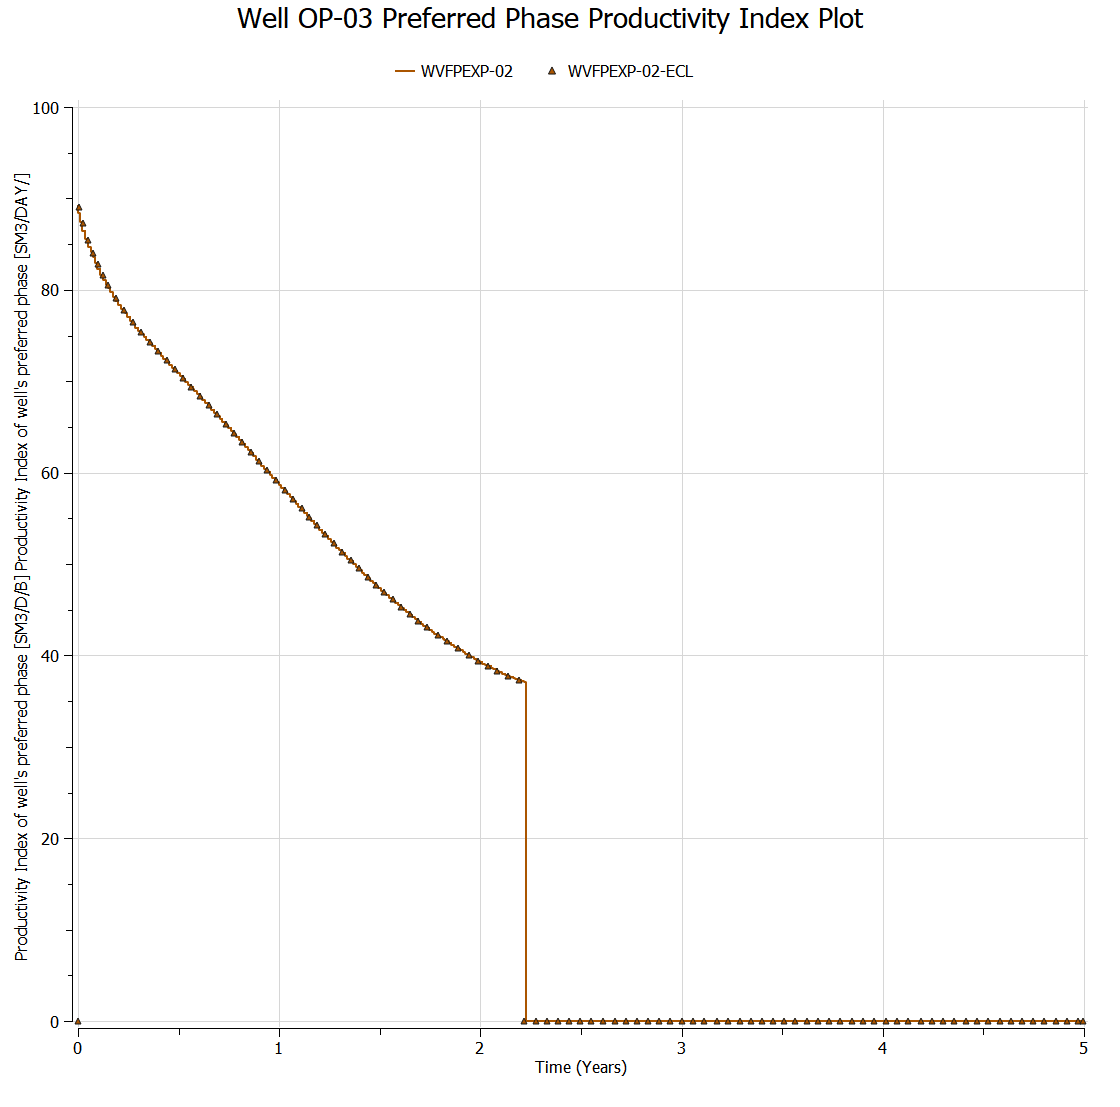 Well OP-03 Preferred Phase Productivity Index Plot
WVFPEXP-02
WVFPEXP-02-ECL
Productivity Index of well's preferred phase [SM3/D/B] Productivity Index of well's preferred phase [SM3/DAY/]
100
80
60
40
20
0
0 1 2 3 4 5
Time (Years)